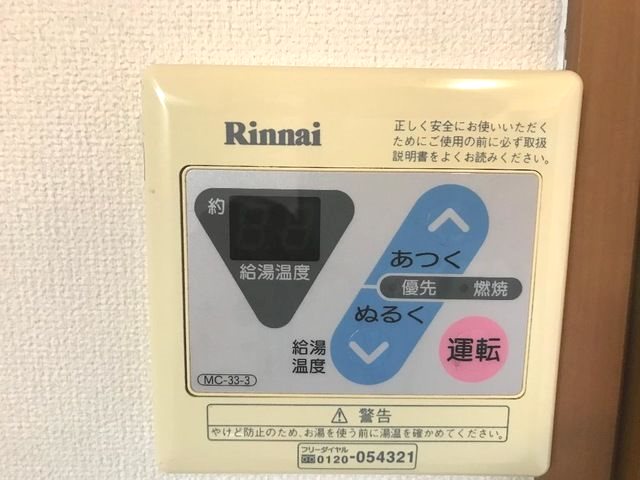 Rinnai
正しく安全にお使いいただく
ためにご使用の前に必ず取扱
説明書をよくお読みください。
約
給湯温度
あつく
優先 燃焼
ぬるく
給湯
温度
運転
MC-33-3
⚠ 警告
やけど防止のため、お湯を使う前に湯温を確かめてください。
フリーダイヤル
0120-054321